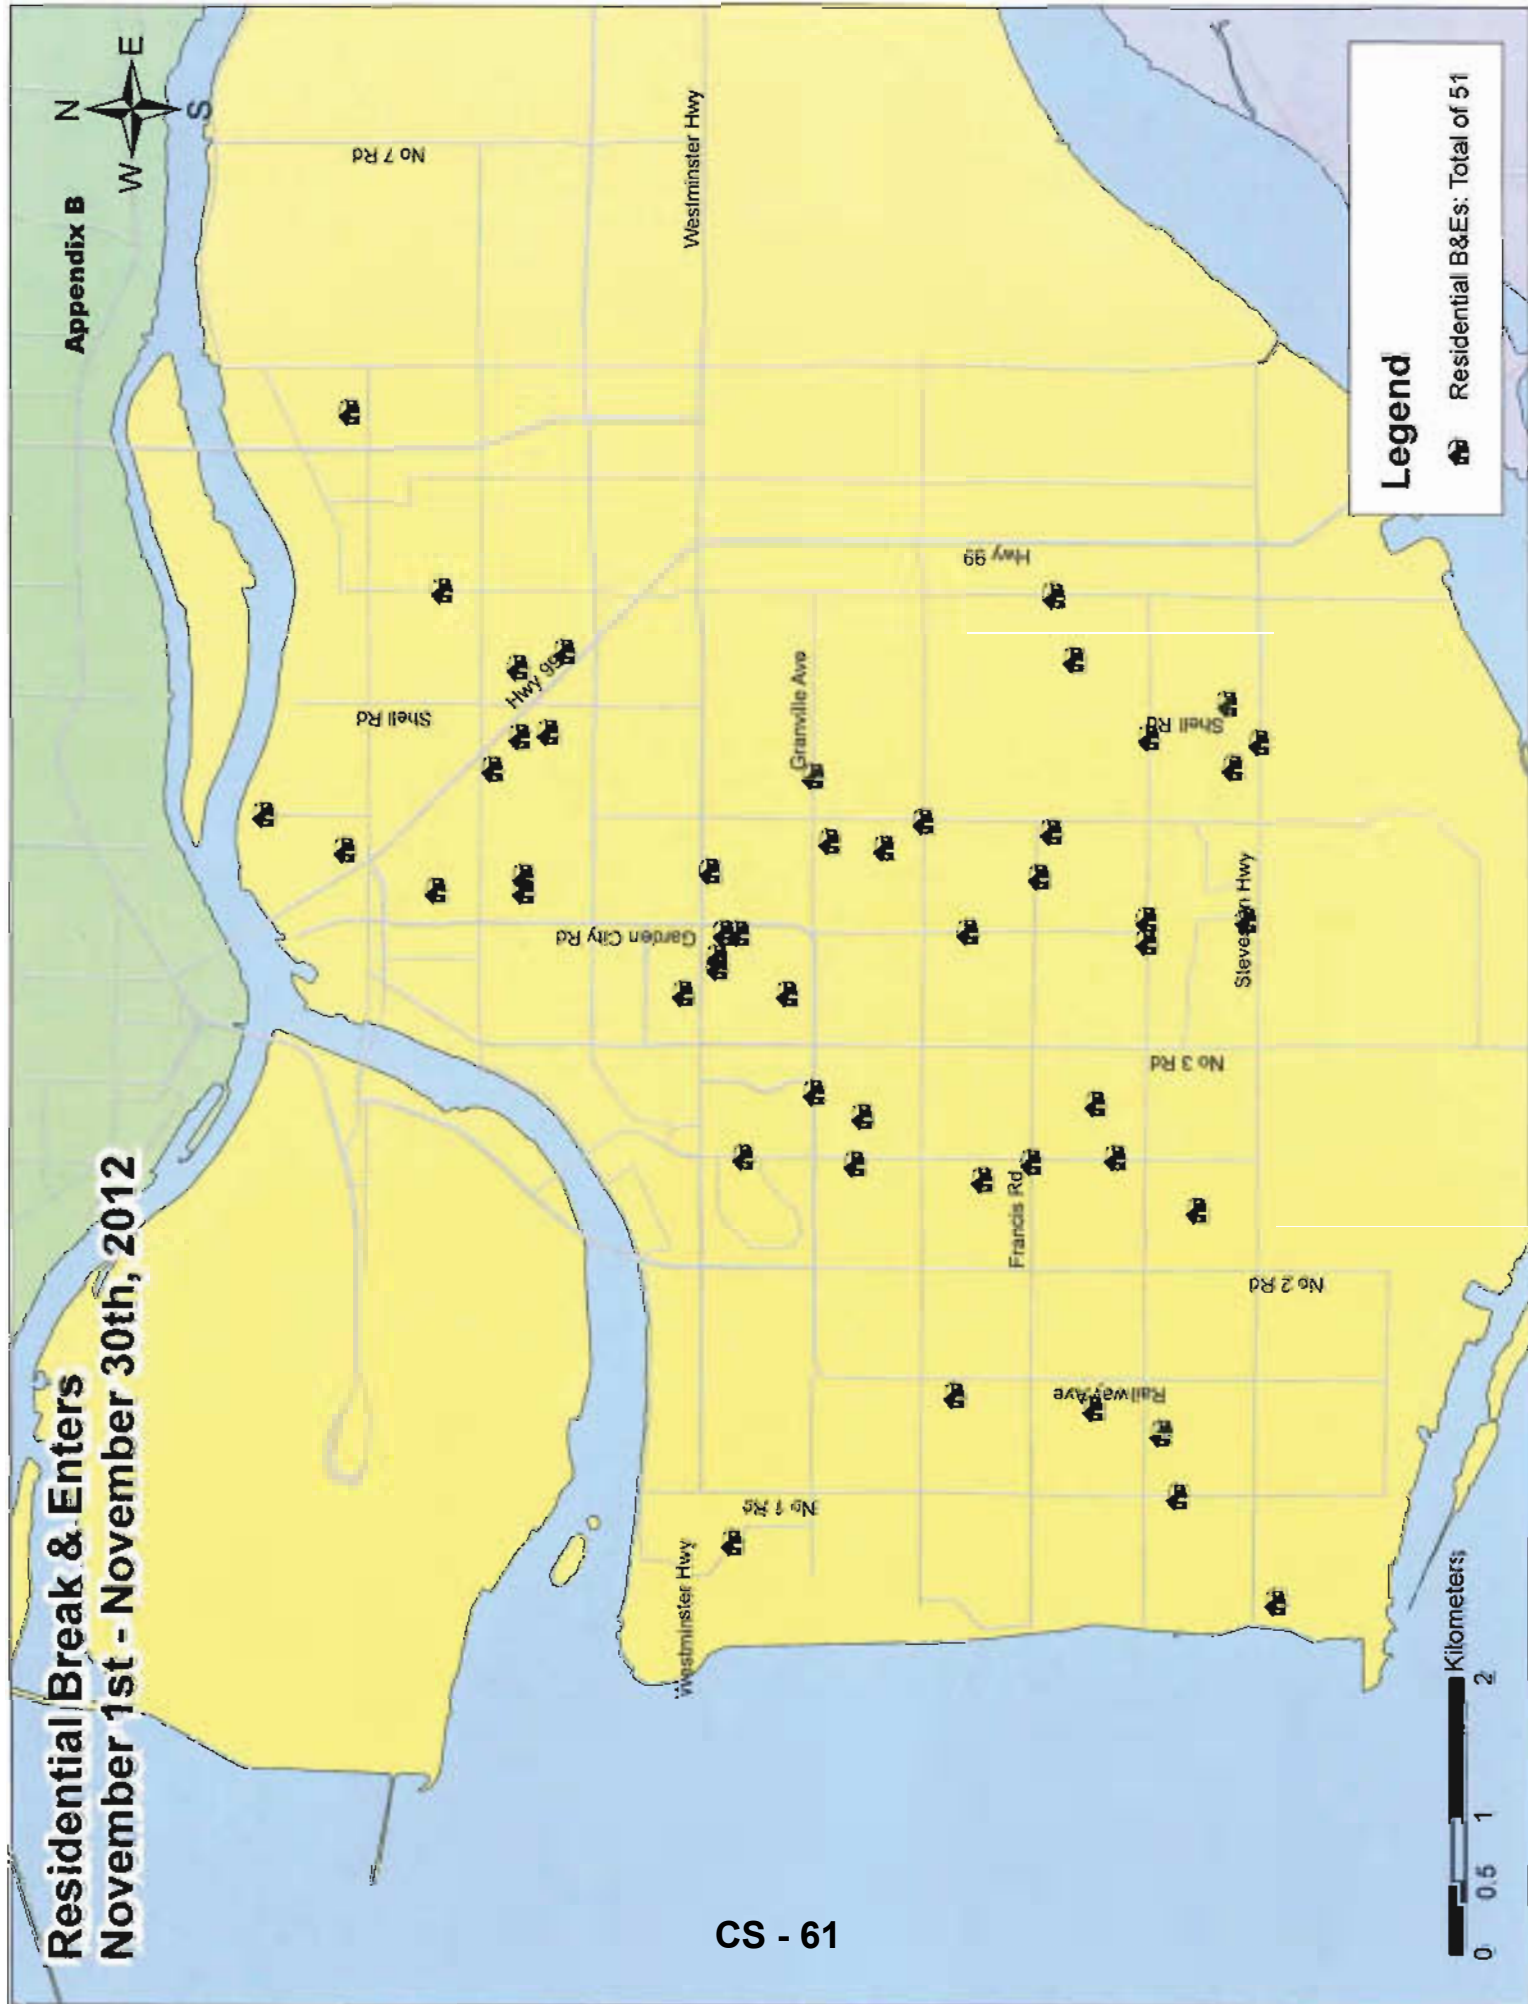 Residential Break & Enters
November 1st - November 30th, 2012
Appendix B
N
W
E
S
No 7 Rd
Westminster Hwy
Shell Rd
Hwy 99
Garden City Rd
Granville Ave
Hwy 99
Westminster Hwy
No 1 Rd
Francis Rd
No 3 Rd
Shell Rd
Steveston Hwy
Railway Ave
No 2 Rd
Legend
Residential B&Es: Total of 51
0 0.5 1 2
Kilometers
CS - 61